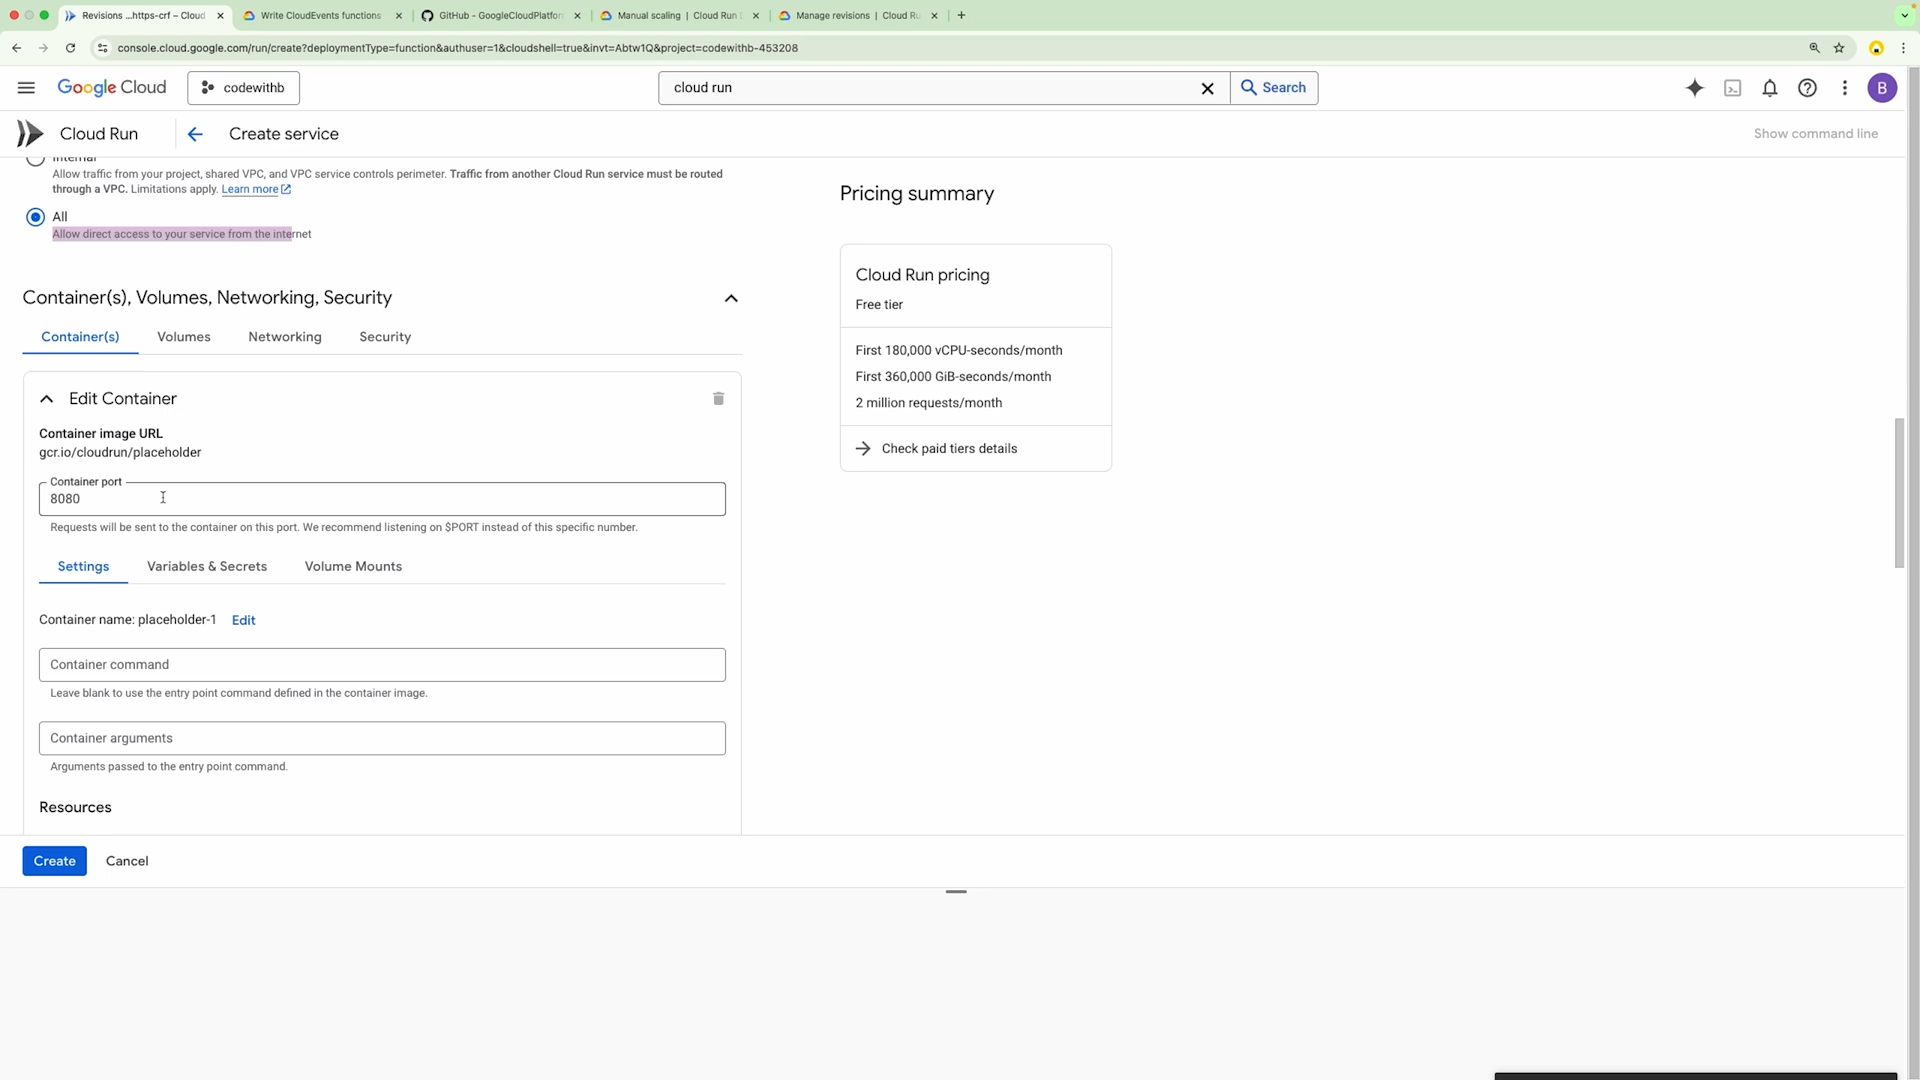 Revisions ...https-crf – Cloud
Write CloudEvents functions
GitHub - GoogleCloudPlatfor
Manual scaling | Cloud Run
Manage revisions | Cloud Ru
console.cloud.google.com/run/create?deploymentType=function&authuser=1&cloudshell=true&invt=Abtw1Q&project=codewithb-453208
Google Cloud
codewithb
cloud run
Search
B
Cloud Run
Create service
Show command line
Internal
Allow traffic from your project, shared VPC, and VPC service controls perimeter. Traffic from another Cloud Run service must be routed
through a VPC. Limitations apply. Learn more
All
Allow direct access to your service from the internet
Container(s), Volumes, Networking, Security
Container(s)
Volumes
Networking
Security
Edit Container
Container image URL
gcr.io/cloudrun/placeholder
Container port
8080
Requests will be sent to the container on this port. We recommend listening on $PORT instead of this specific number.
Settings
Variables & Secrets
Volume Mounts
Container name: placeholder-1 Edit
Container command
Leave blank to use the entry point command defined in the container image.
Container arguments
Arguments passed to the entry point command.
Resources
Create
Cancel
Pricing summary
Cloud Run pricing
Free tier
First 180,000 vCPU-seconds/month
First 360,000 GiB-seconds/month
2 million requests/month
Check paid tiers details